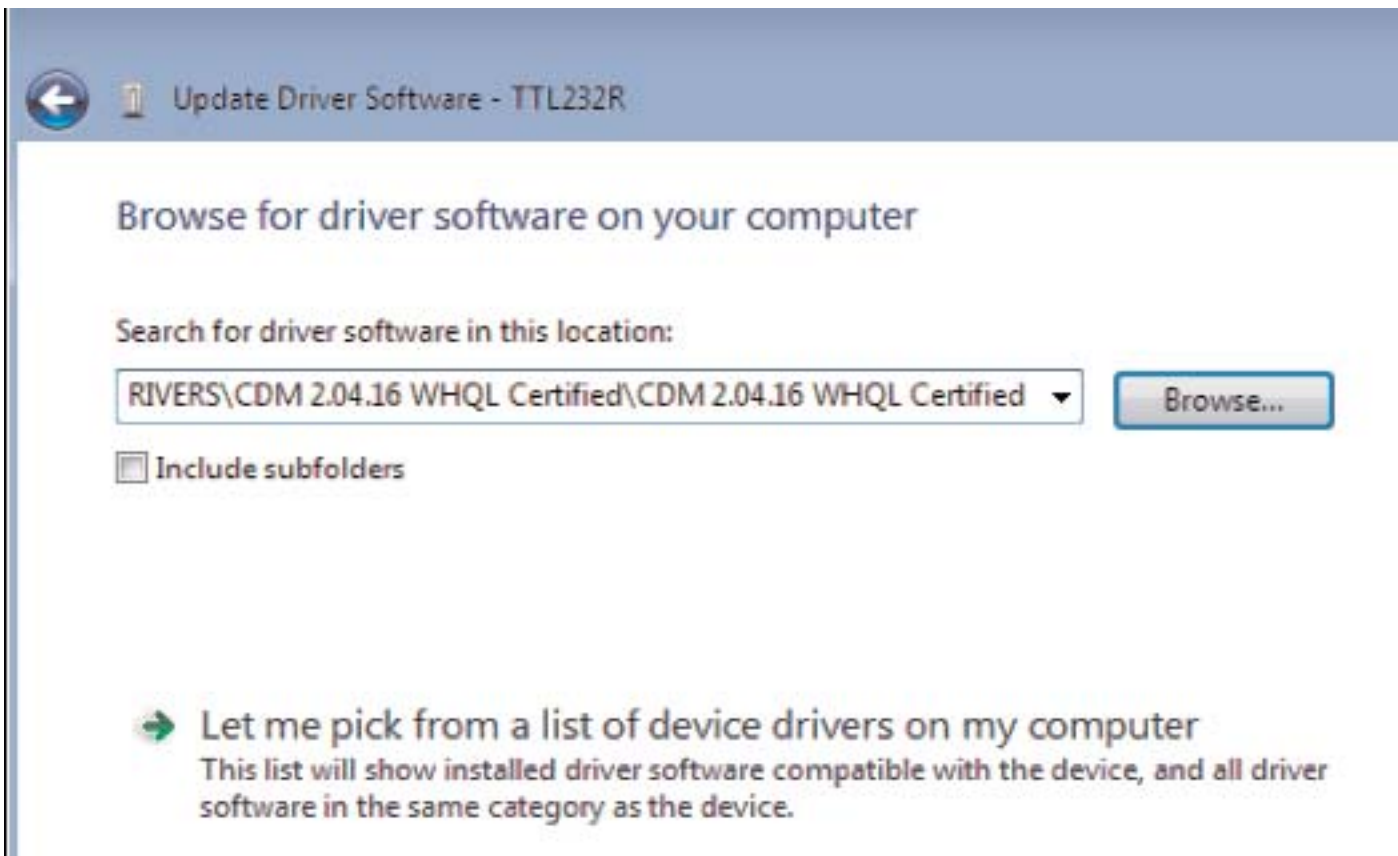 Update Driver Software - TTL232R
Browse for driver software on your computer
Search for driver software in this location:
RIVERS\CDM 2.04.16 WHQL Certified\CDM 2.04.16 WHQL Certified
Browse...
Include subfolders
Let me pick from a list of device drivers on my computer
This list will show installed driver software compatible with the device, and all driver
software in the same category as the device.